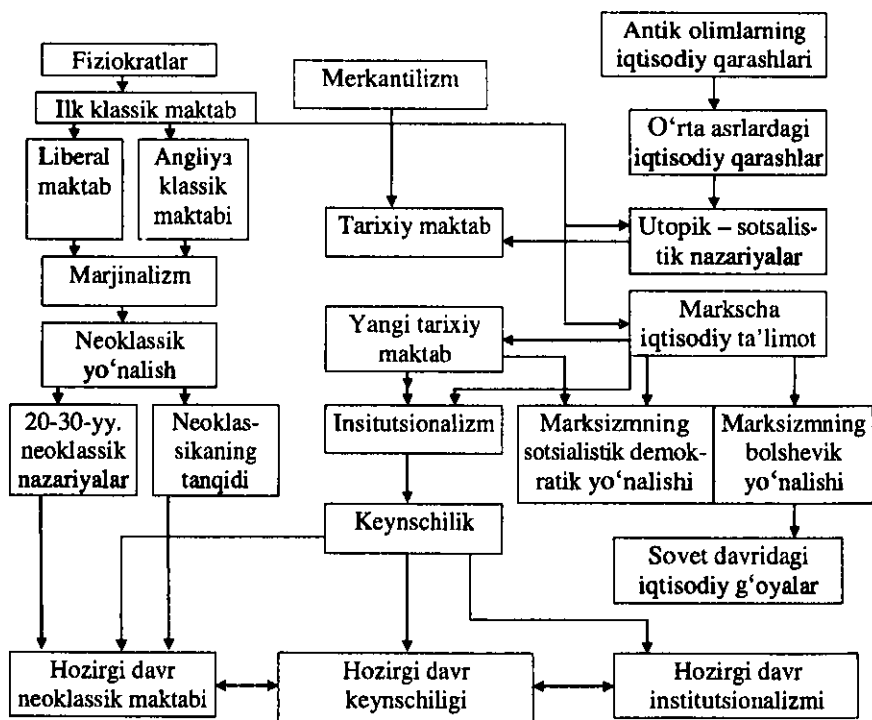 Antik olimlarning
iqtisodiy qarashlari
Fiziokratlar
Merkantilizm
Ilk klassik maktab
O‘rta asrlardagi
iqtisodiy qarashlar
Liberal
maktab
Angliya
klassik
maktabi
Tarixiy maktab
Utopik – sotsalis-
tik nazariyalar
Marjinalizm
Yangi tarixiy
maktab
Markscha
iqtisodiy ta’limot
Neoklassik
yo‘nalish
20-30-yy.
neoklassik
nazariyalar
Neoklas-
sikaning
tanqidi
Insitutsionalizm
Marksizmning
sotsialistik demok-
ratik yo‘nalishi
Marksizmning
bolshevik
yo‘nalishi
Keynschilik
Sovet davridagi
iqtisodiy g‘oyalar
Hozirgi davr
neoklassik maktabi
Hozirgi davr
keynschiligi
Hozirgi davr
institutsionalizmi